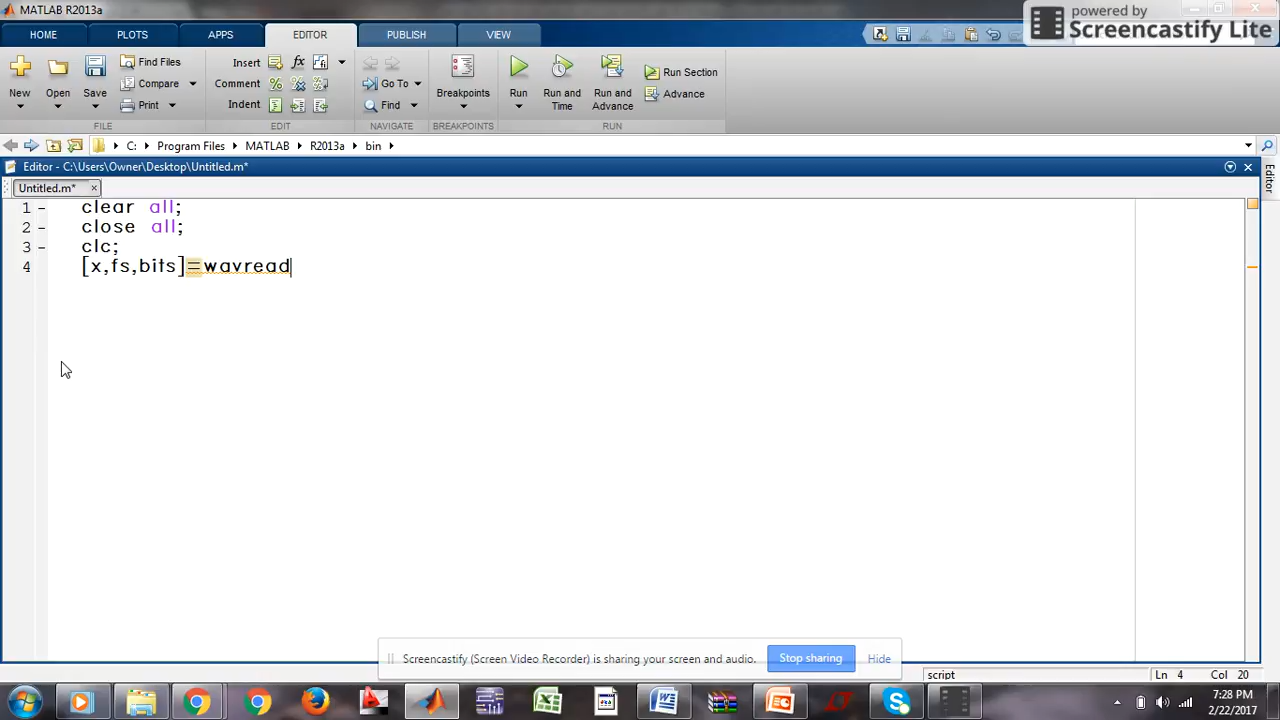 MATLAB R2013a
powered by
Screencastify Lite
HOME PLOTS APPS EDITOR PUBLISH VIEW
New Open Save Find Files Compare Print
Insert fx
Comment % % %
Indent
Go To
Find
Breakpoints
Run Run and Time Run and Advance Run Section Advance
FILE EDIT NAVIGATE BREAKPOINTS RUN
C: Program Files MATLAB R2013a bin
Editor - C:\Users\Owner\Desktop\Untitled.m*
Editor
Untitled.m* ×
1 - clear all;
2 - close all;
3 - clc;
4 [x,fs,bits]=wavread
Screencastify (Screen Video Recorder) is sharing your screen and audio. Stop sharing Hide
script Ln 4 Col 20
7:28 PM
2/22/2017